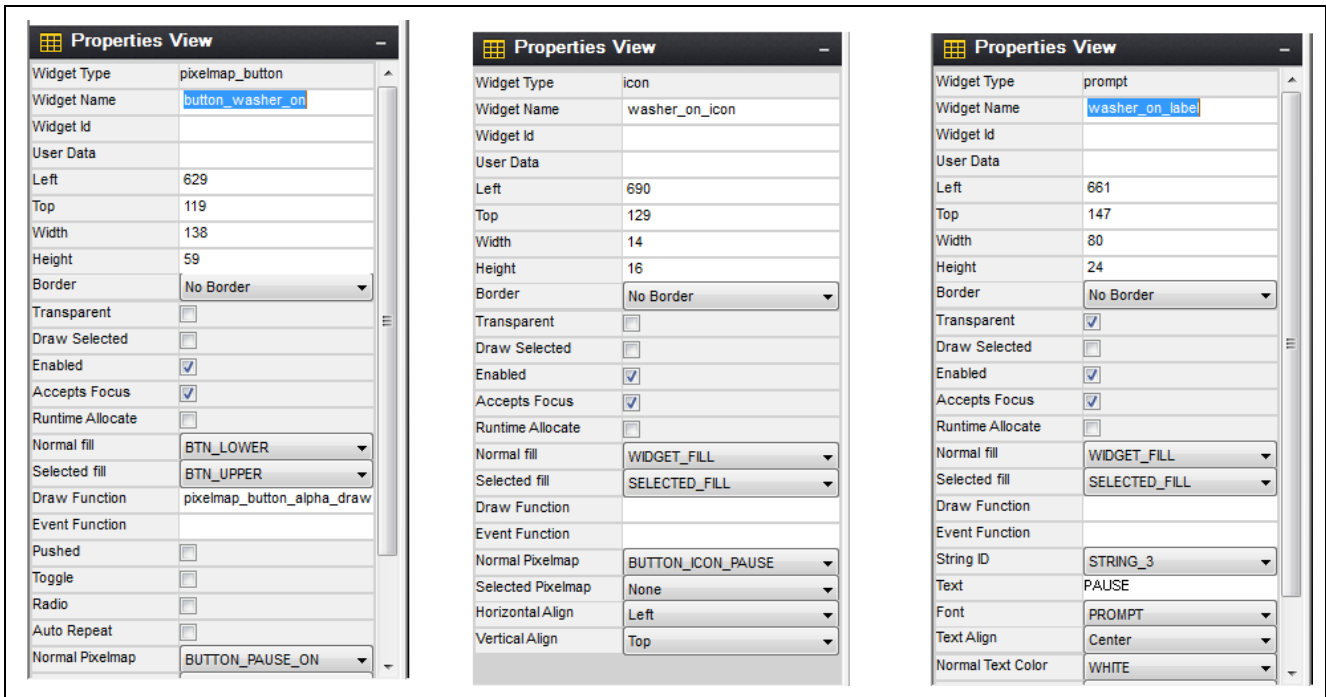 Properties View –
Widget Type pixelmap_button
Widget Name button_washer_on
Widget Id
User Data
Left 629
Top 119
Width 138
Height 59
Border No Border
Transparent
Draw Selected
Enabled
Accepts Focus
Runtime Allocate
Normal fill BTN_LOWER
Selected fill BTN_UPPER
Draw Function pixelmap_button_alpha_draw
Event Function
Pushed
Toggle
Radio
Auto Repeat
Normal Pixelmap BUTTON_PAUSE_ON
Properties View –
Widget Type icon
Widget Name washer_on_icon
Widget Id
User Data
Left 690
Top 129
Width 14
Height 16
Border No Border
Transparent
Draw Selected
Enabled
Accepts Focus
Runtime Allocate
Normal fill WIDGET_FILL
Selected fill SELECTED_FILL
Draw Function
Event Function
Normal Pixelmap BUTTON_ICON_PAUSE
Selected Pixelmap None
Horizontal Align Left
Vertical Align Top
Properties View –
Widget Type prompt
Widget Name washer_on_label
Widget Id
User Data
Left 661
Top 147
Width 80
Height 24
Border No Border
Transparent
Draw Selected
Enabled
Accepts Focus
Runtime Allocate
Normal fill WIDGET_FILL
Selected fill SELECTED_FILL
Draw Function
Event Function
String ID STRING_3
Text PAUSE
Font PROMPT
Text Align Center
Normal Text Color WHITE